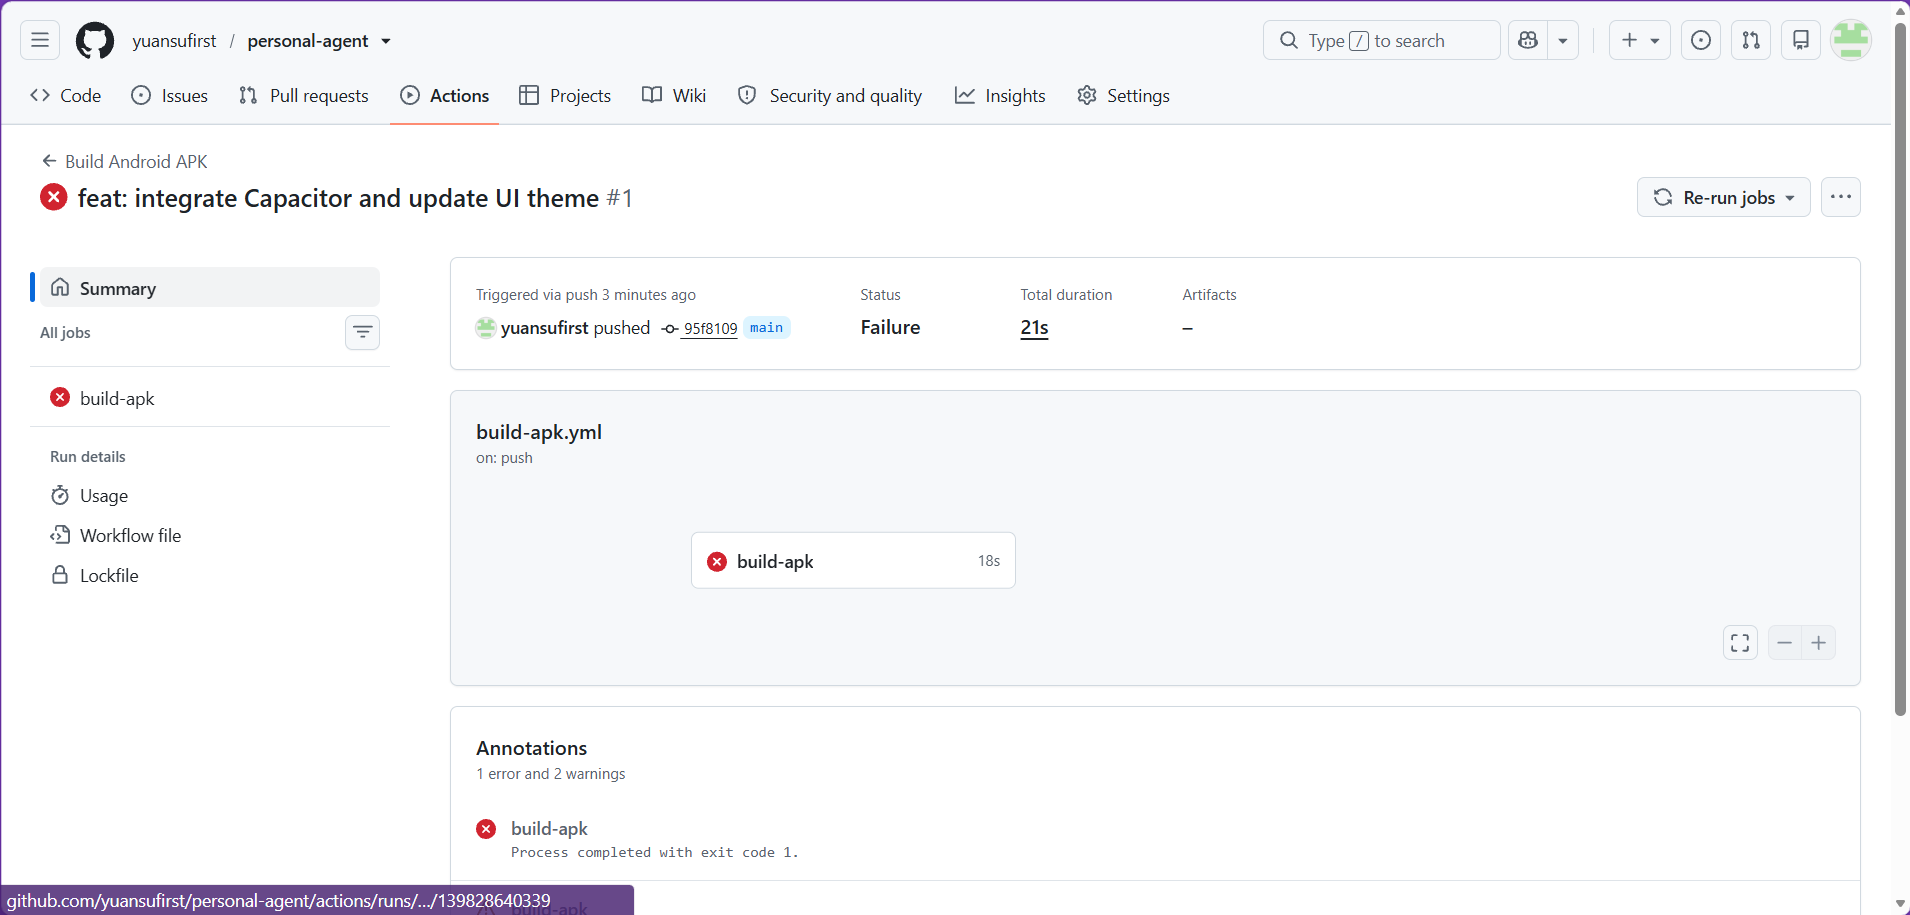 yuansufirst / personal-agent
Type / to search
Code
Issues
Pull requests
Actions
Projects
Wiki
Security and quality
Insights
Settings
Build Android APK
feat: integrate Capacitor and update UI theme #1
Re-run jobs
Summary
All jobs
build-apk
Run details
Usage
Workflow file
Lockfile
Triggered via push 3 minutes ago
yuansufirst pushed 95f8109 main
Status
Failure
Total duration
21s
Artifacts
–
build-apk.yml
on: push
build-apk 18s
Annotations
1 error and 2 warnings
build-apk
Process completed with exit code 1.
build-apk
github.com/yuansufirst/personal-agent/actions/runs/.../139828640339